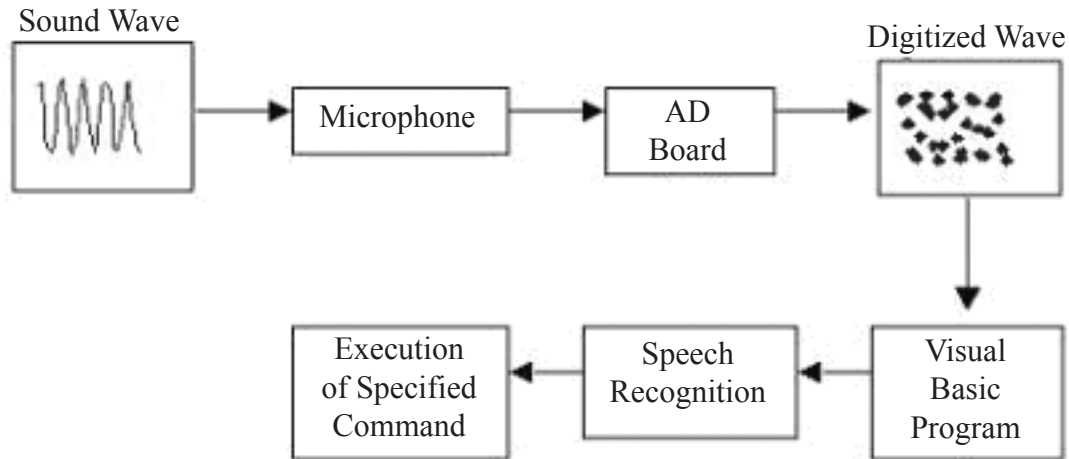 Sound Wave
Microphone
AD
Board
Digitized Wave
Visual
Basic
Program
Speech
Recognition
Execution
of Specified
Command